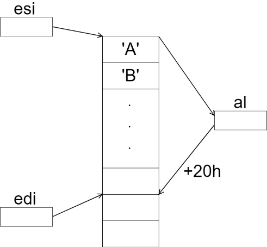 esi
'A'
'B'
.
.
.
al
+20h
edi